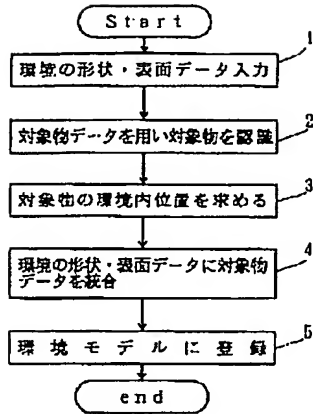 Start
1
環境の形状・表面データ入力
2
対象物データを用い対象物を認識
3
対象物の環境内位置を求める
4
環境の形状・表面データに対象物
データを統合
5
環境モデルに登録
end